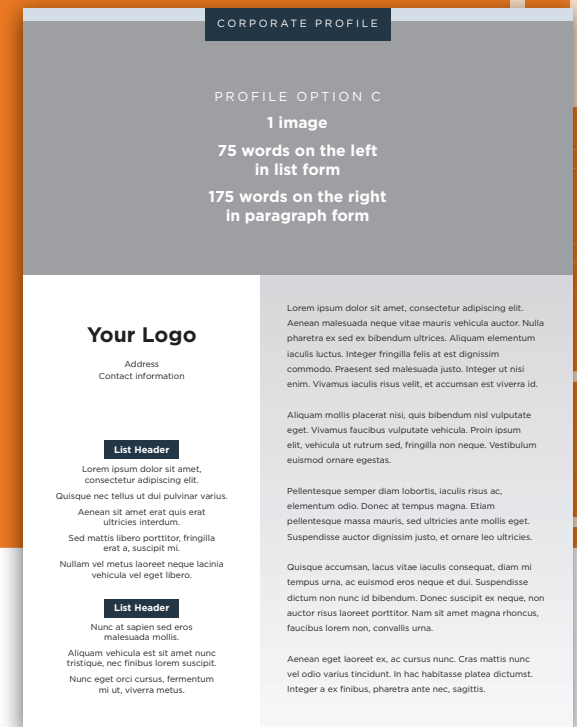 CORPORATE PROFILE
PROFILE OPTION C
1 image
75 words on the left
in list form
175 words on the right
in paragraph form
Your Logo
Address
Contact information
List Header
Lorem ipsum dolor sit amet,
consectetur adipiscing elit.
Quisque nec tellus ut dui pulvinar varius.
Aenean sit amet erat quis erat
ultricies interdum.
Sed mattis libero porttitor, fringilla
erat a, suscipit mi.
Nullam vel metus laoreet neque lacinia
vehicula vel eget libero.
List Header
Nunc at sapien sed eros
malesuada mollis.
Aliquam vehicula est sit amet nunc
tristique, nec finibus lorem suscipit.
Nunc eget orci cursus, fermentum
mi ut, viverra metus.
Lorem ipsum dolor sit amet, consectetur adipiscing elit.
Aenean malesuada neque vitae mauris vehicula auctor. Nulla
pharetra ex sed ex bibendum ultrices. Aliquam elementum
iaculis luctus. Integer fringilla felis at est dignissim
commodo. Praesent sed malesuada justo. Integer ut nisi
enim. Vivamus iaculis risus velit, et accumsan est viverra id.
Aliquam mollis placerat nisi, quis bibendum nisl vulputate
eget. Vivamus faucibus vulputate vehicula. Proin ipsum
elit, vehicula ut rutrum sed, fringilla non neque. Vestibulum
euismod ornare egestas.
Pellentesque semper diam lobortis, iaculis risus ac,
elementum odio. Donec at tempus magna. Etiam
pellentesque massa mauris, sed ultricies ante mollis eget.
Suspendisse auctor dignissim justo, et ornare leo ultricies.
Quisque accumsan, lacus vitae iaculis consequat, diam mi
tempus urna, ac euismod eros neque et dui. Suspendisse
dictum non nunc id bibendum. Donec suscipit ex neque, non
auctor risus laoreet porttitor. Nam sit amet magna rhoncus,
faucibus lorem non, convallis urna.
Aenean eget laoreet ex, ac cursus nunc. Cras mattis nunc
vel odio varius tincidunt. In hac habitasse platea dictumst.
Integer a ex finibus, pharetra ante nec, sagittis.